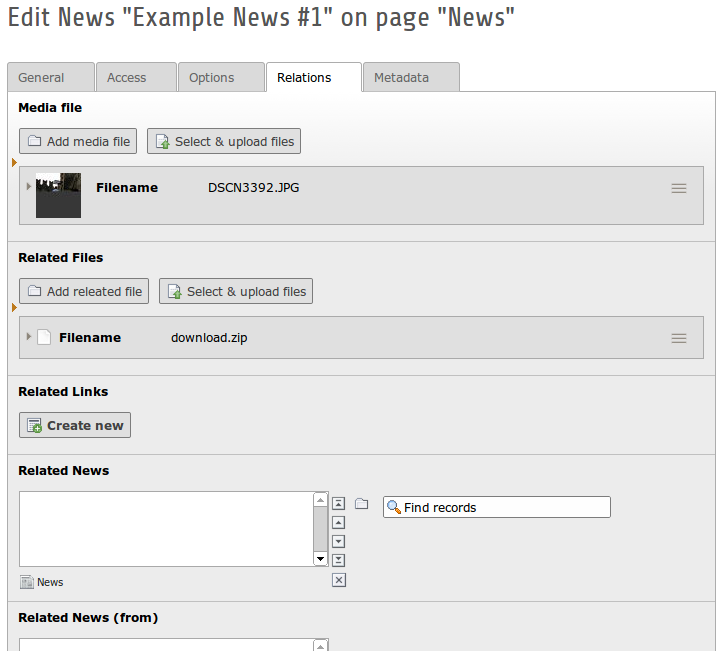 Edit News "Example News #1" on page "News"
General Access Options Relations Metadata
Media file
Add media file Select & upload files
Filename DSCN3392.JPG
Related Files
Add releated file Select & upload files
Filename download.zip
Related Links
Create new
Related News
Find records
News
Related News (from)